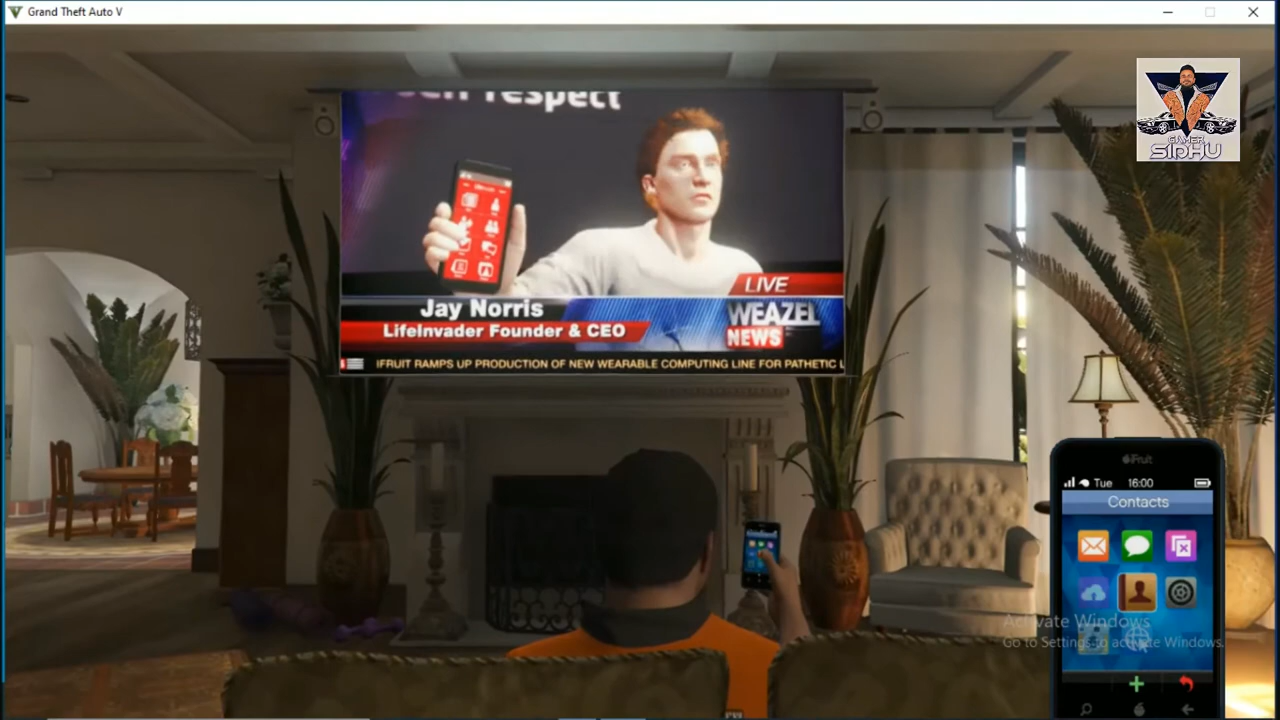 Grand Theft Auto V
self respect
LIVE
Jay Norris
LifeInvader Founder & CEO
WEAZEL
NEWS
IFRUIT RAMPS UP PRODUCTION OF NEW WEARABLE COMPUTING LINE FOR PATHETIC L
GAMER
SIDHU
iFruit
Tue 16:00
Contacts
Activate Windows
Go to Settings to activate Windows.